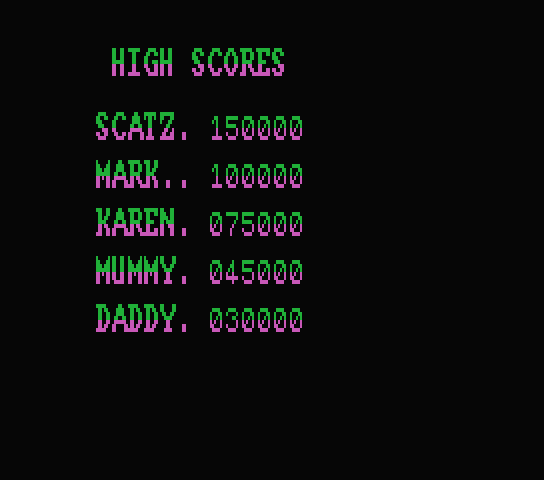 HIGH SCORES
SCATZ. 150000
MARK.. 100000
KAREN. 075000
MUMMY. 045000
DADDY. 030000